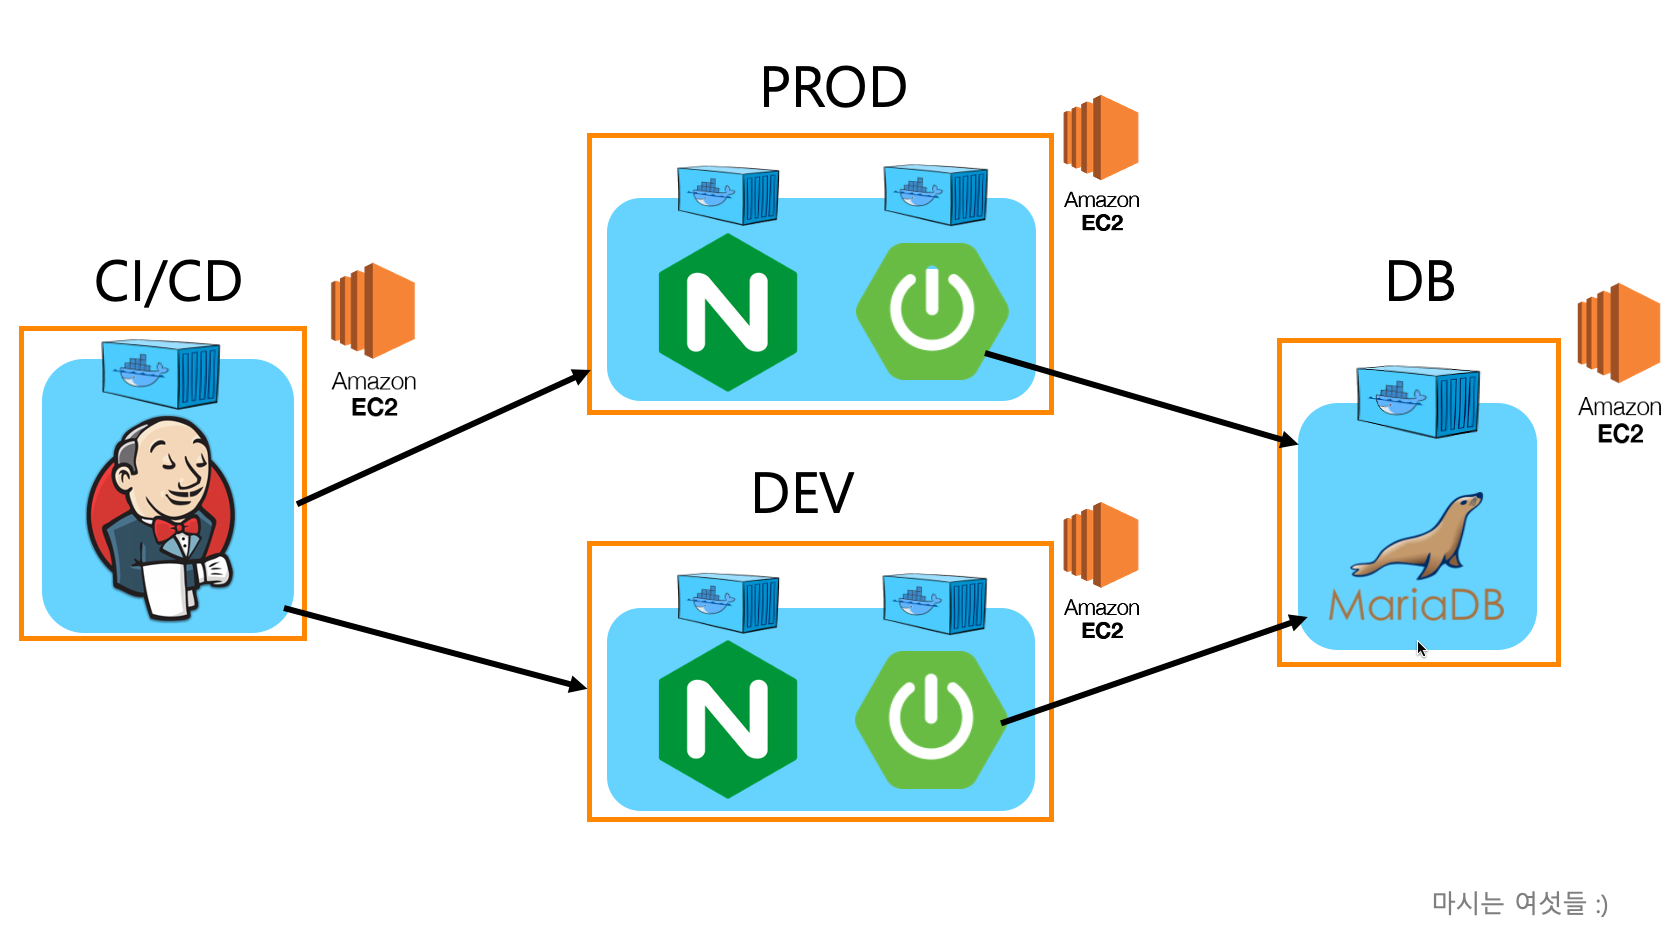 PROD
Amazon
EC2
CI/CD
Amazon
EC2
DB
Amazon
EC2
DEV
Amazon
EC2
MariaDB
마시는 여섯들 :)